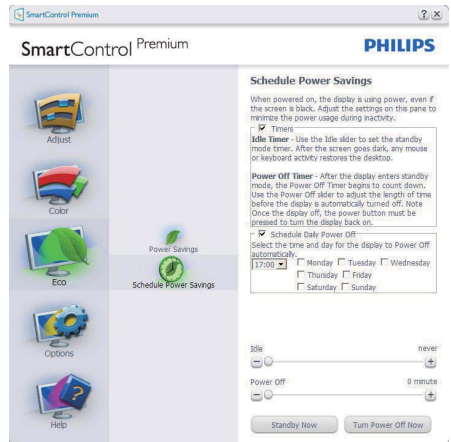 SmartControl Premium
SmartControl Premium
PHILIPS
Adjust
Color
Eco
Options
Help
Power Savings
Schedule Power Savings
Schedule Power Savings
When powered on, the display is using power, even if
the screen is black. Adjust the settings on this pane to
minimize the power usage during inactivity.
Timers
Idle Timer - Use the Idle slider to set the standby
mode timer. After the screen goes dark, any mouse
or keyboard activity restores the desktop.
Power Off Timer - After the display enters standby
mode, the Power Off Timer begins to count down.
Use the Power Off slider to adjust the length of time
before the display is automatically turned off. Note
Once the display off, the power button must be
pressed to turn the display back on.
Schedule Daily Power Off
Select the time and day for the display to Power Off
automatically.
17:00 Monday Tuesday Wednesday
Thursday Friday
Saturday Sunday
Idle never
Power Off 0 minute
Standby Now Turn Power Off Now